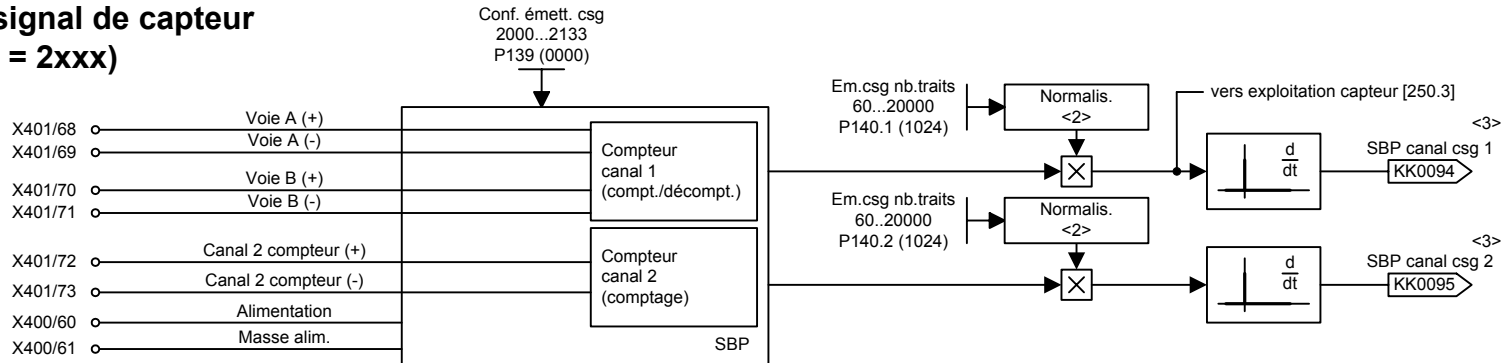 signal de capteur
= 2xxx)
Conf. émett. csg
2000...2133
P139 (0000)
X401/68
Voie A (+)
X401/69
Voie A (-)
X401/70
Voie B (+)
X401/71
Voie B (-)
X401/72
Canal 2 compteur (+)
X401/73
Canal 2 compteur (-)
X400/60
Alimentation
X400/61
Masse alim.
Compteur
canal 1
(compt./décompt.)
Compteur
canal 2
(comptage)
SBP
Em.csg nb.traits
60...20000
P140.1 (1024)
Normalis.
<2>
vers exploitation capteur [250.3]
d
dt
<3>
SBP canal csg 1
KK0094
Em.csg nb.traits
60..20000
P140.2 (1024)
Normalis.
<2>
d
dt
<3>
SBP canal csg 2
KK0095